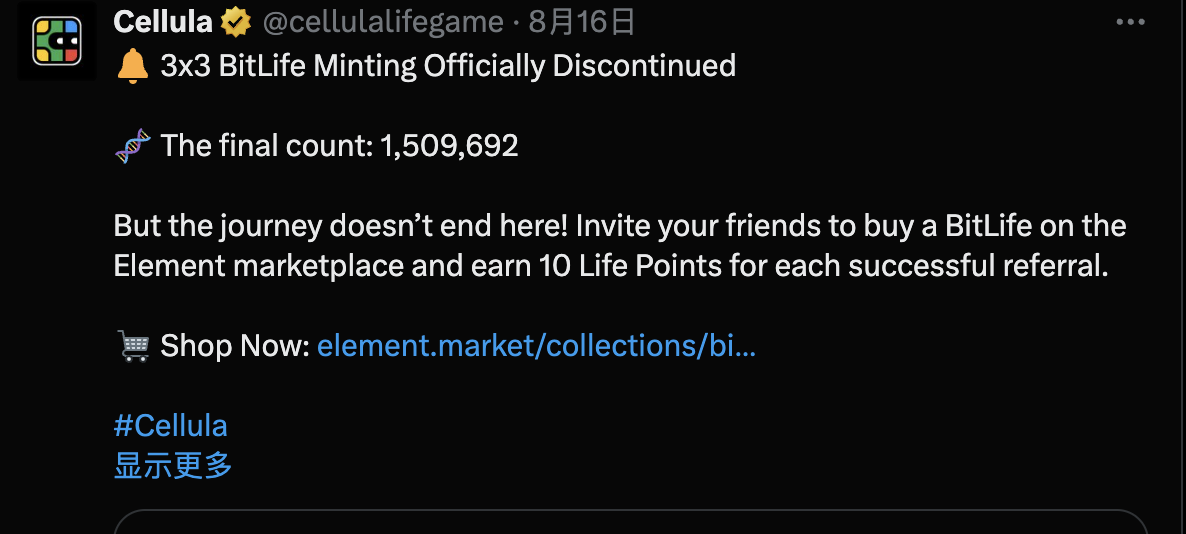 Cellula @cellulalifegame · 8月16日
🔔 3x3 BitLife Minting Officially Discontinued
🧬 The final count: 1,509,692
But the journey doesn’t end here! Invite your friends to buy a BitLife on the
Element marketplace and earn 10 Life Points for each successful referral.
🛒 Shop Now: element.market/collections/bi…
#Cellula
显示更多